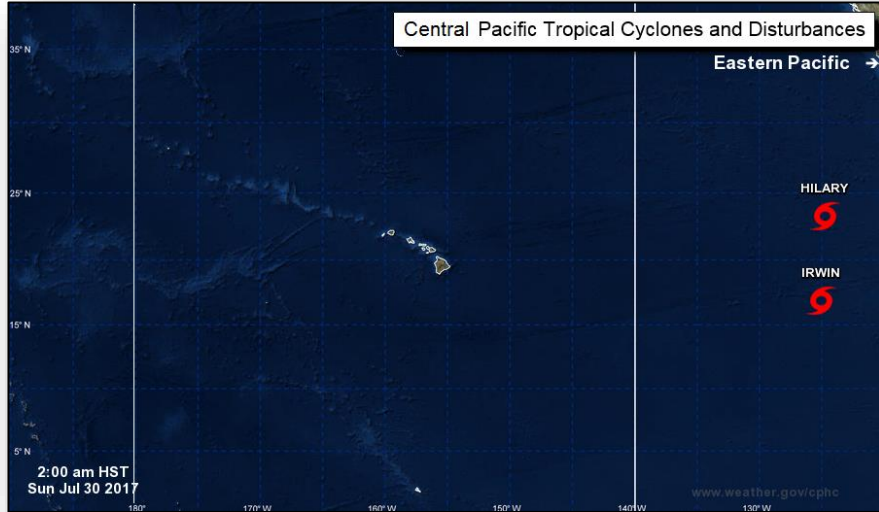 Central Pacific Tropical Cyclones and Disturbances
Eastern Pacific →
35° N
25° N
HILARY
IRWIN
15° N
5° N
2:00 am HST
Sun Jul 30 2017
www.weather.gov/cphc
180°
170° W
160° W
150° W
140° W
130° W